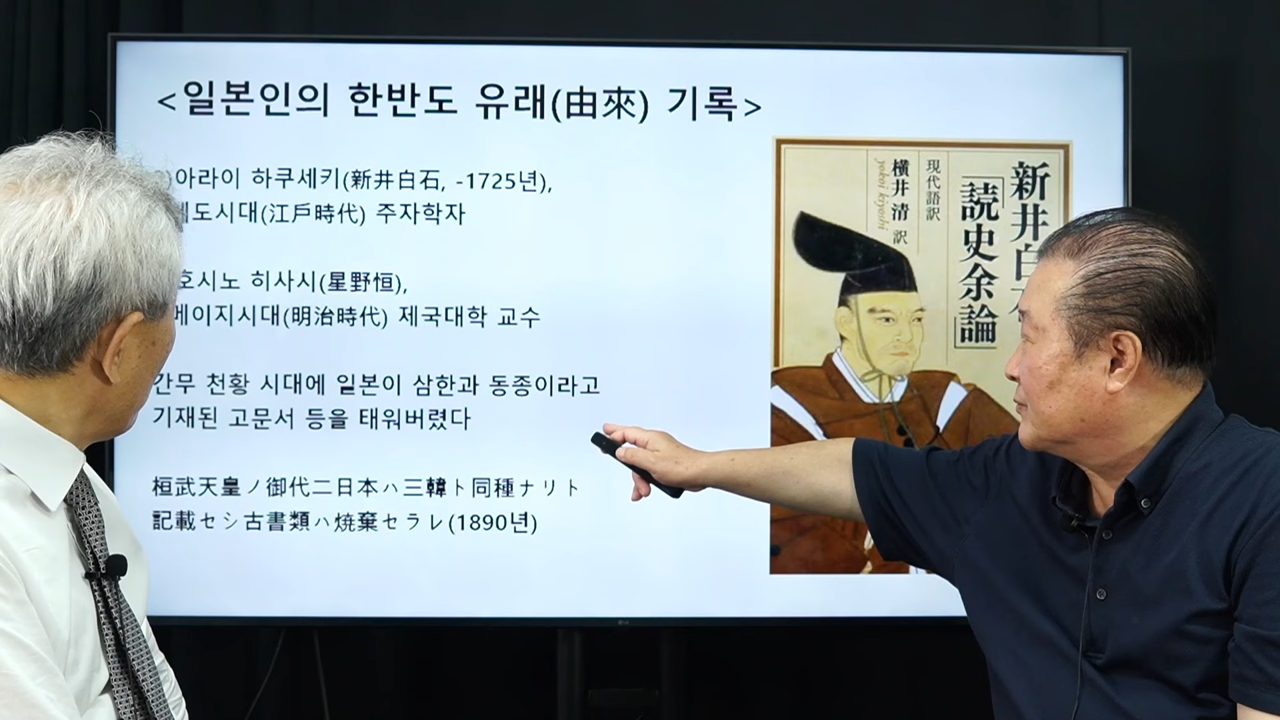 <일본인의 한반도 유래(由來) 기록>
)아라이 하쿠세키(新井白石, -1725년),
에도시대(江戶時代) 주자학자
호시노 히사시(星野恒),
메이지시대(明治時代) 제국대학 교수
간무 천황 시대에 일본이 삼한과 동종이라고
기재된 고문서 등을 태워버렸다
桓武天皇ノ御代二日本ハ三韓ト同種ナリト
記載セシ古書類ハ焼棄セラレ(1890년)
新井白
「読史余論」
現代語訳
横井 清 訳
yokoi kiyoshi
LG